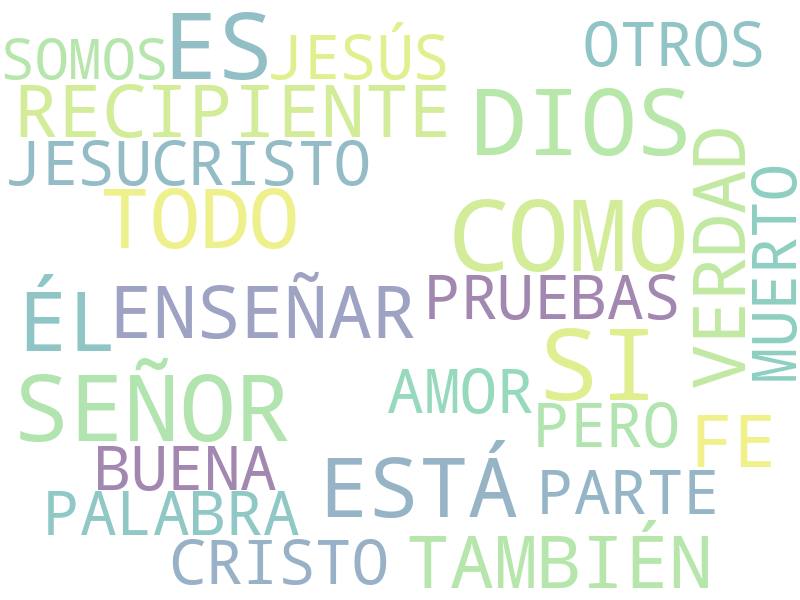 SOMOS ES JESÚS OTROS
RECIPIENTE DIOS
JESUCRISTO
TODO COMO VERDAD MUERTO
ÉL ENSEÑAR PRUEBAS
SI
SEÑOR AMOR PERO FE
BUENA ESTÁ PARTE
PALABRA
CRISTO TAMBIÉN